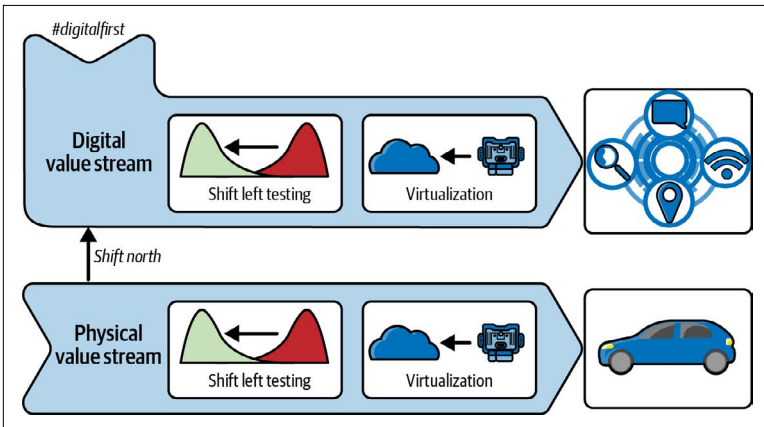 #digitalfirst
Digital
value stream
Shift left testing
Virtualization
Shift north
Physical
value stream
Shift left testing
Virtualization